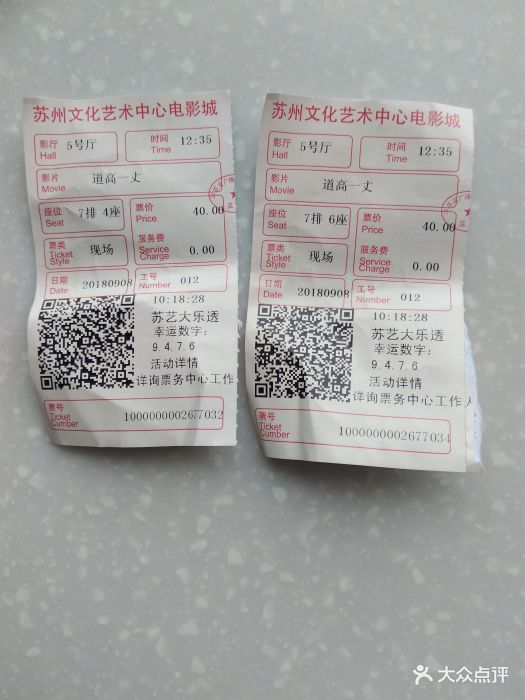 苏州文化艺术中心电影城
影厅 5号厅 时间 12:35
Hall Time
影片 道高一丈
Movie
座位 7排 4座 票价 40.00
Seat Price
票类 现场 服务费
Ticket Style Service Charge 0.00
日期 20180908 工号 012
Date Number
10:18:28
苏艺大乐透
幸运数字:
9.4.7.6
活动详情
详询票务中心工作
票号
Ticket
Cumber 1000000002677032
苏州文化艺术中心电影城
影厅 5号厅 时间 12:35
Hall Time
影片 道高一丈
Movie
座位 7排 6座 票价 40.00
Seat Price
票类 现场 服务费
Ticket Style Service Charge 0.00
日期 20180908 工号 012
Date Number
10:18:28
苏艺大乐透
幸运数字:
9.4.7.6
活动详情
详询票务中心工作人
票号
Ticket
Cumber 1000000002677034
大众点评